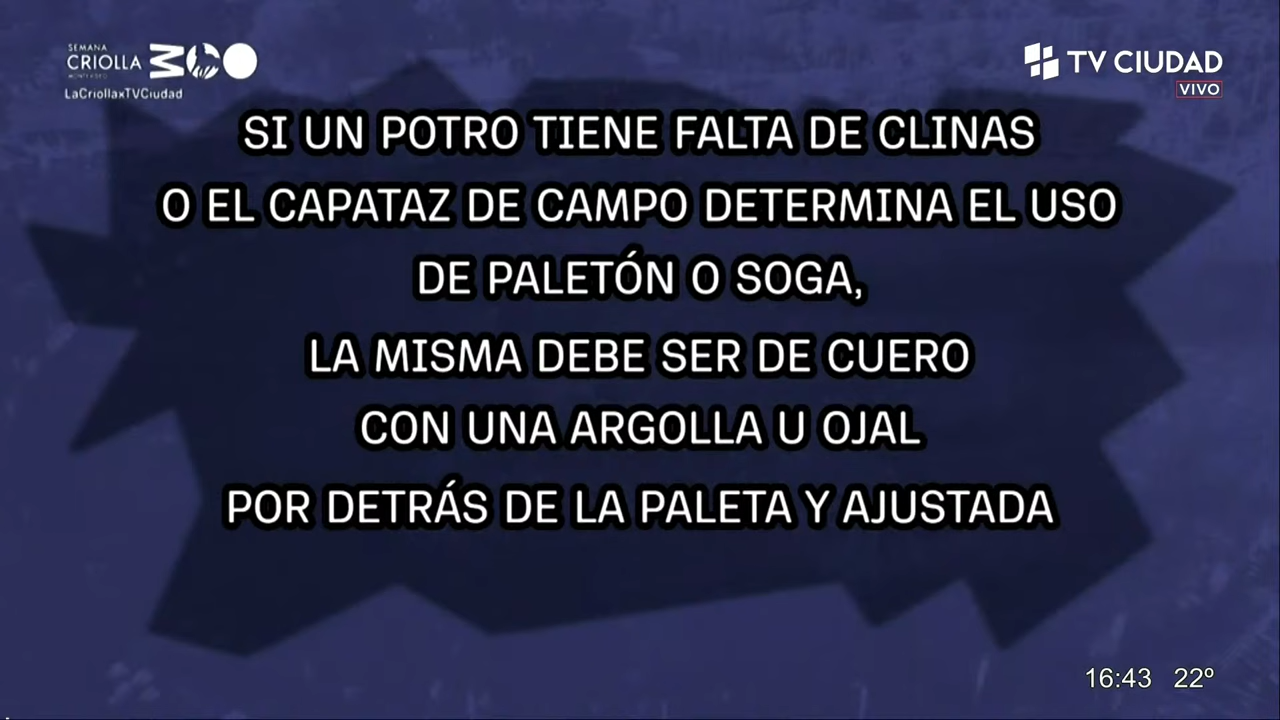 SEMANA
CRIOLLA
MONTEVIDEO
LaCriollaxTVCiudad
TV CIUDAD
VIVO
SI UN POTRO TIENE FALTA DE CLINAS
O EL CAPATAZ DE CAMPO DETERMINA EL USO
DE PALETÓN O SOGA,
LA MISMA DEBE SER DE CUERO
CON UNA ARGOLLA U OJAL
POR DETRÁS DE LA PALETA Y AJUSTADA
16:43 22º